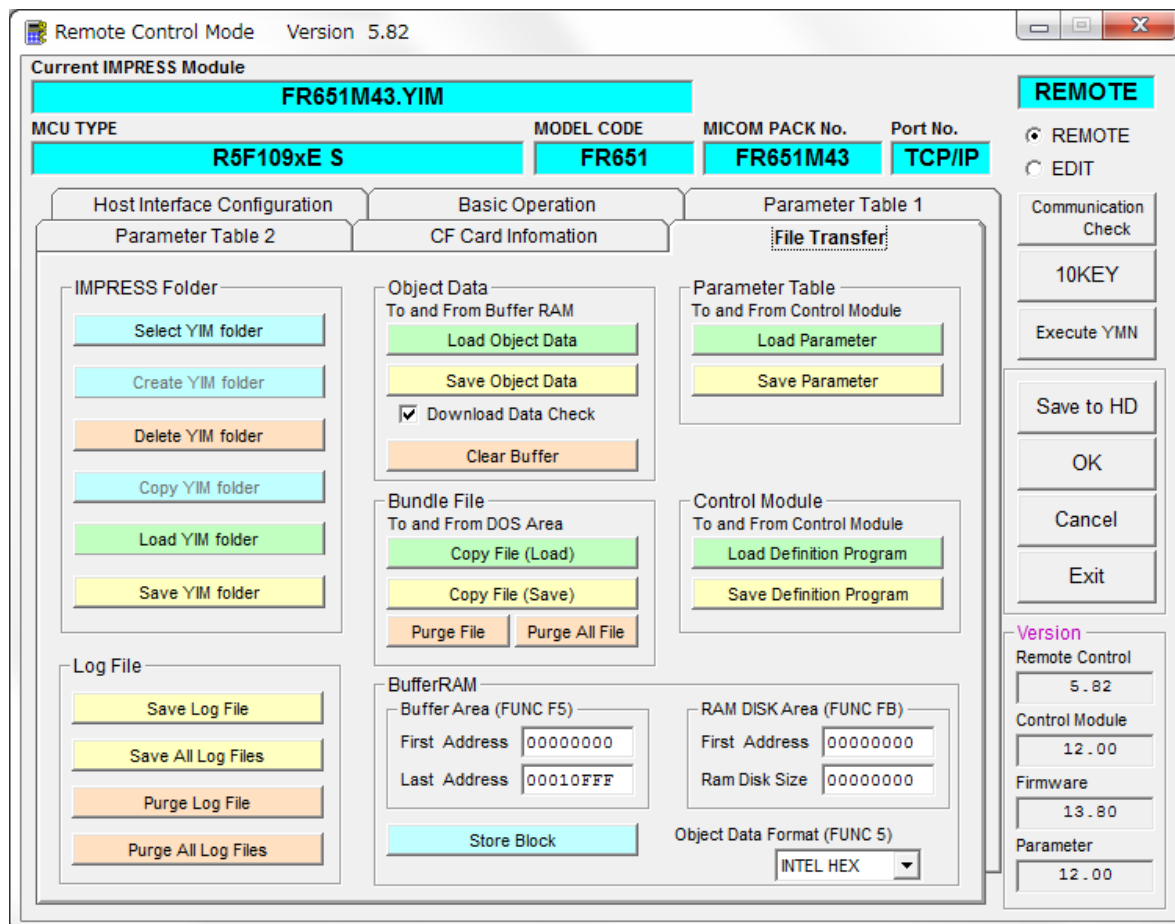 Remote Control Mode Version 5.82
Current IMPRESS Module
FR651M43.YIM
MCU TYPE
MODEL CODE
MICOM PACK No.
Port No.
R5F109xE S
FR651
FR651M43
TCP/IP
REMOTE
REMOTE
EDIT
Host Interface Configuration
Basic Operation
Parameter Table 1
Parameter Table 2
CF Card Infomation
File Transfer
IMPRESS Folder
Select YIM folder
Create YIM folder
Delete YIM folder
Copy YIM folder
Load YIM folder
Save YIM folder
Log File
Save Log File
Save All Log Files
Purge Log File
Purge All Log Files
Object Data
To and From Buffer RAM
Load Object Data
Save Object Data
Download Data Check
Clear Buffer
Bundle File
To and From DOS Area
Copy File (Load)
Copy File (Save)
Purge File
Purge All File
Parameter Table
To and From Control Module
Load Parameter
Save Parameter
Control Module
To and From Control Module
Load Definition Program
Save Definition Program
BufferRAM
Buffer Area (FUNC F5)
First Address 00000000
Last Address 00010FFF
Store Block
RAM DISK Area (FUNC FB)
First Address 00000000
Ram Disk Size 00000000
Object Data Format (FUNC 5)
INTEL HEX
Communication
Check
10KEY
Execute YMN
Save to HD
OK
Cancel
Exit
Version
Remote Control
5.82
Control Module
12.00
Firmware
13.80
Parameter
12.00